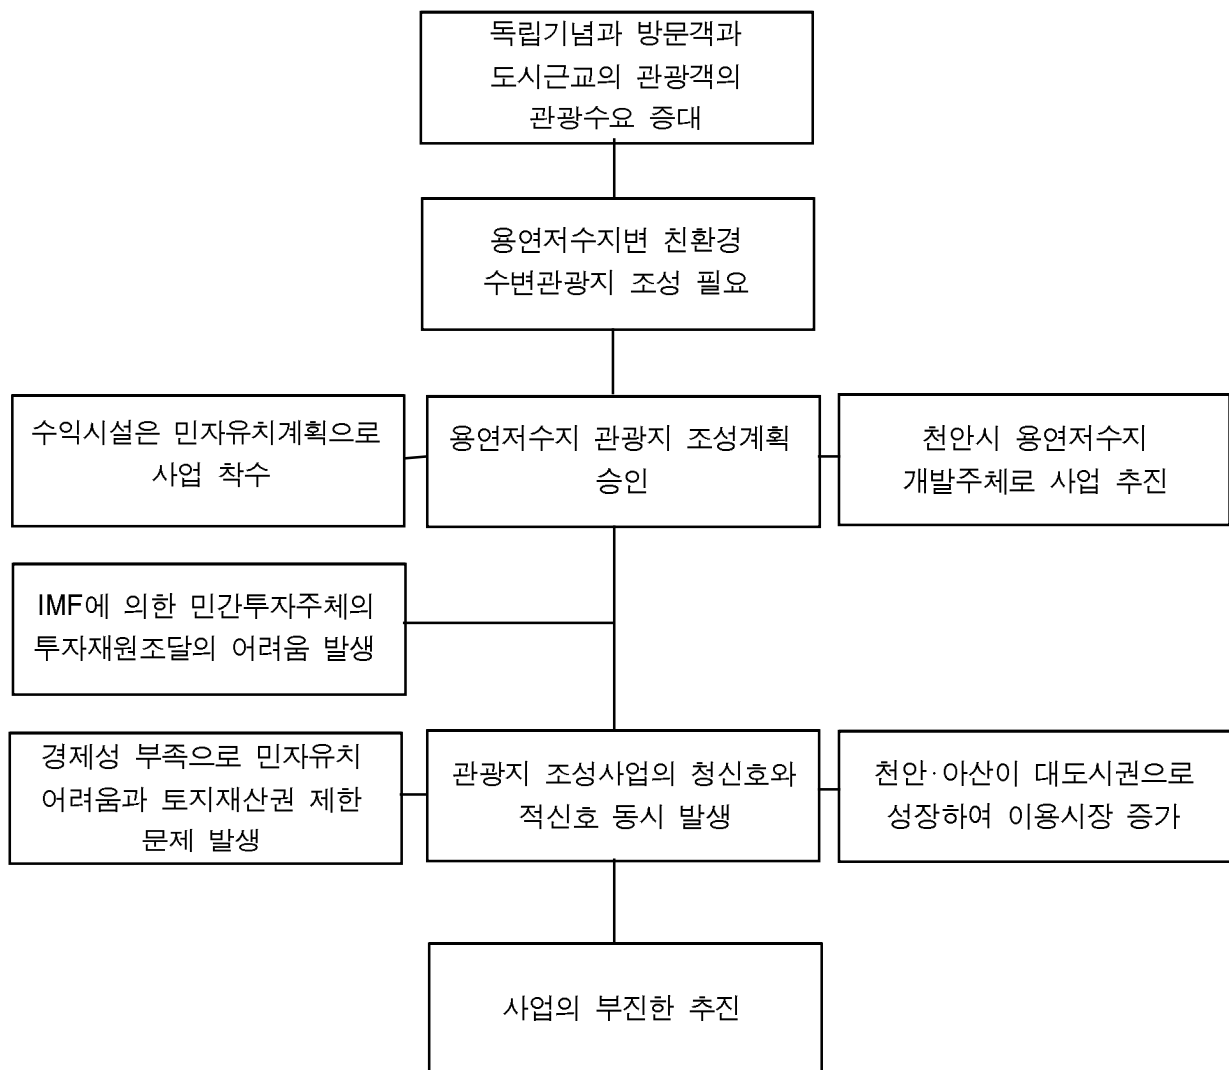 독립기념과 방문객과
도시근교의 관광객의
관광수요 증대
용연저수지변 친환경
수변관광지 조성 필요
수익시설은 민자유치계획으로
사업 착수
용연저수지 관광지 조성계획
승인
천안시 용연저수지
개발주체로 사업 추진
IMF에 의한 민간투자주체의
투자재원조달의 어려움 발생
경제성 부족으로 민자유치
어려움과 토지재산권 제한
문제 발생
관광지 조성사업의 청신호와
적신호 동시 발생
천안·아산이 대도시권으로
성장하여 이용시장 증가
사업의 부진한 추진